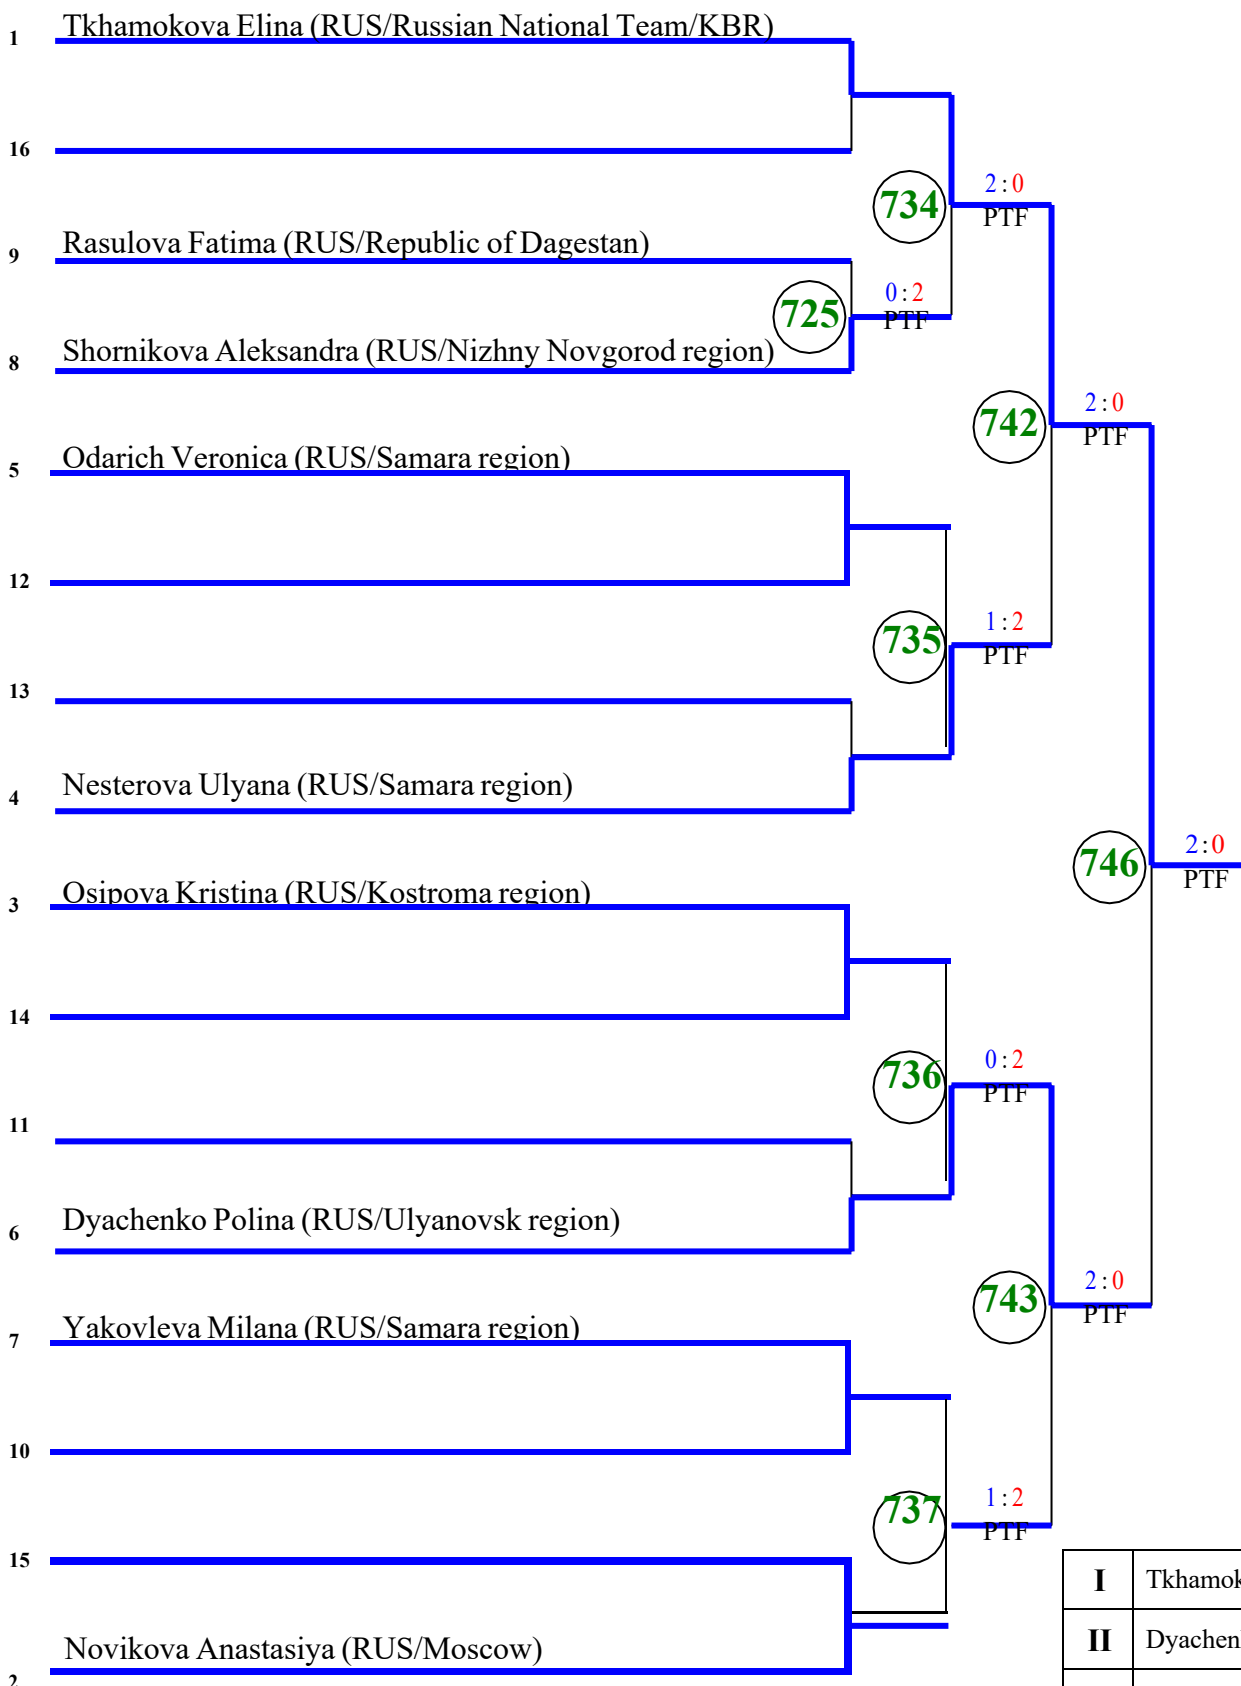 1 Tkhamokova Elina (RUS/Russian National Team/KBR)
16
734 2:0
PTF
9 Rasulova Fatima (RUS/Republic of Dagestan)
725 0:2
PTF
8 Shornikova Aleksandra (RUS/Nizhny Novgorod region)
742 2:0
PTF
5 Odarich Veronica (RUS/Samara region)
12
735 1:2
PTF
13
4 Nesterova Ulyana (RUS/Samara region)
746 2:0
PTF
3 Osipova Kristina (RUS/Kostroma region)
14
736 0:2
PTF
11
6 Dyachenko Polina (RUS/Ulyanovsk region)
743 2:0
PTF
7 Yakovleva Milana (RUS/Samara region)
10
737 1:2
PTF
15
I Tkhamok
II Dyachen
2 Novikova Anastasiya (RUS/Moscow)